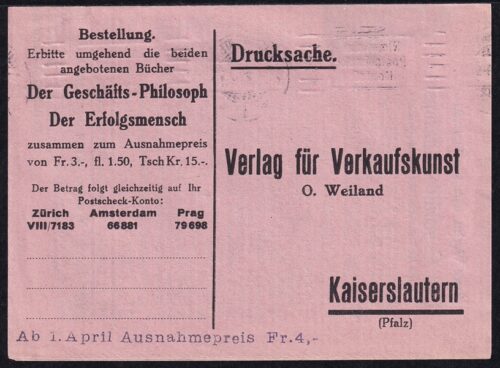 Bestellung.
Erbitte umgehend die beiden
angebotenen Bücher
Der Geschäfts-Philosoph
Der Erfolgsmensch
zusammen zum Ausnahmepreis
von Fr. 3.-, fl. 1.50, Tsch Kr. 15.-.
Der Betrag folgt gleichzeitig auf Ihr
Postscheck-Konto:
Zürich Amsterdam Prag
VIII/7183 66881 79698
Drucksache.
Verlag für Verkaufskunst
O. Weiland
Kaiserslautern
(Pfalz)
Ab 1. April Ausnahmepreis Fr.4,-